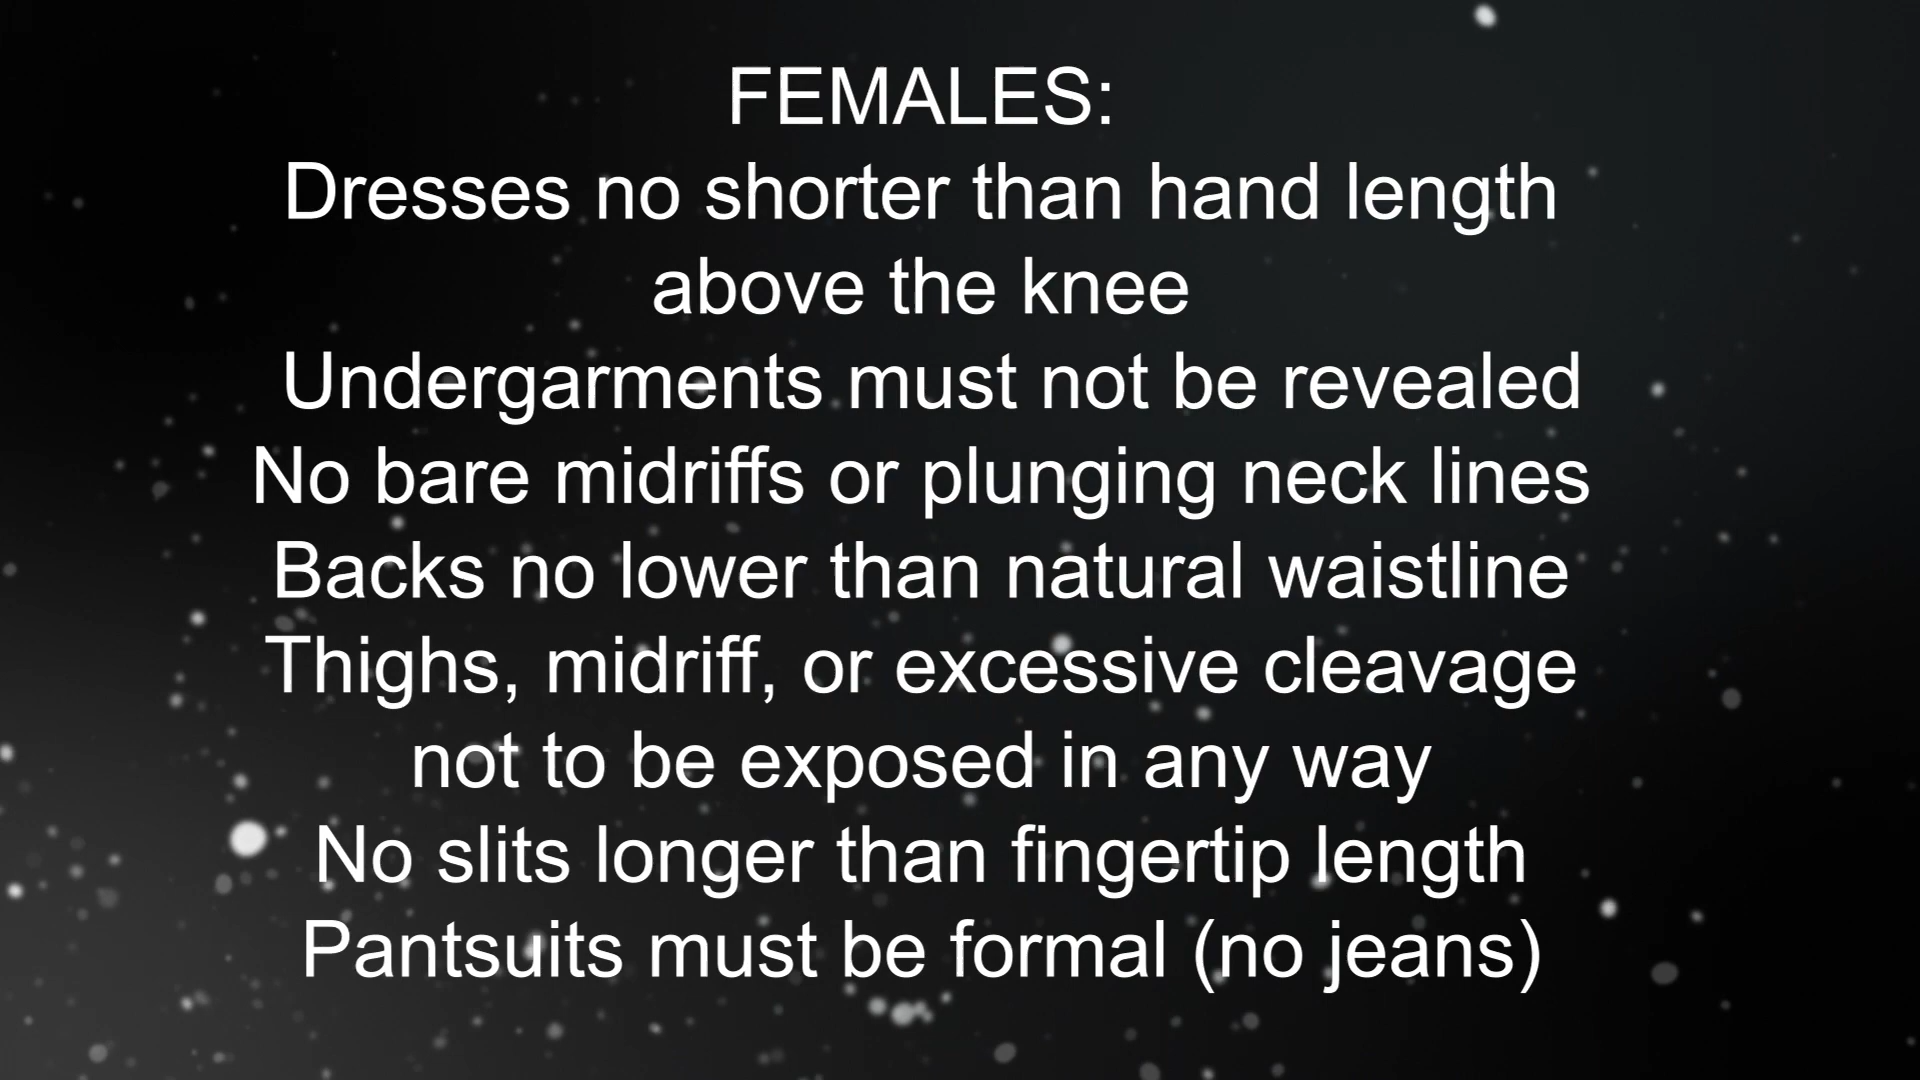 FEMALES:
Dresses no shorter than hand length
above the knee
Undergarments must not be revealed
No bare midriffs or plunging neck lines
Backs no lower than natural waistline
Thighs, midriff, or excessive cleavage
not to be exposed in any way
No slits longer than fingertip length
Pantsuits must be formal (no jeans)